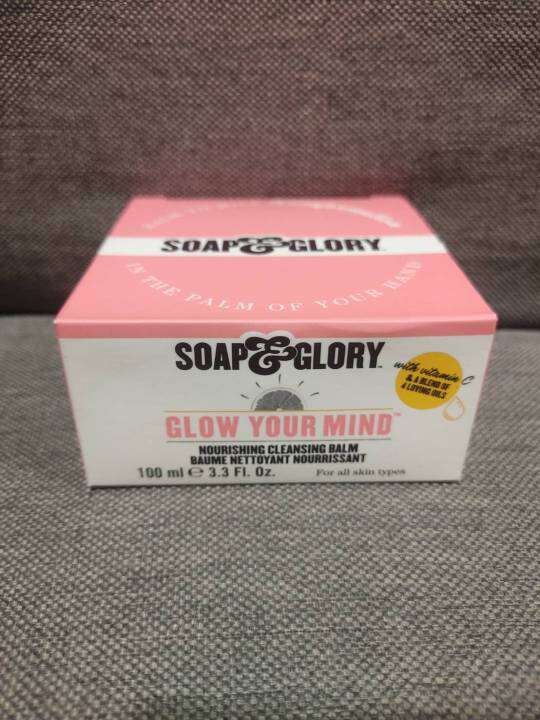 SOAP&GLORY
IN THE PALM OF YOUR HAND
SOAP&GLORY™
with vitamin C
& A BLEND OF
4 LOVING OILS
GLOW YOUR MIND™
NOURISHING CLEANSING BALM
BAUME NETTOYANT NOURRISSANT
100 ml ℮ 3.3 Fl. Oz.
For all skin types